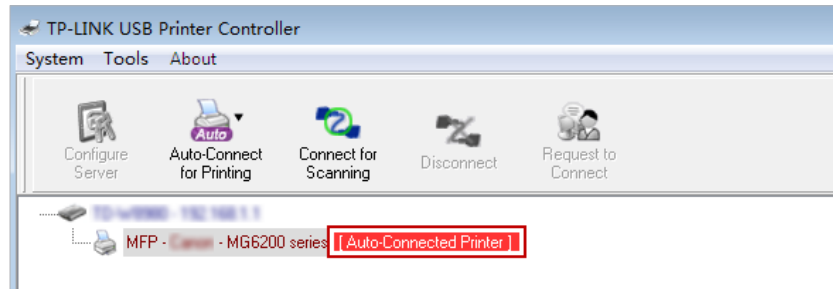 TP-LINK USB Printer Controller
System Tools About
Auto
Configure Server
Auto-Connect for Printing
Connect for Scanning
Disconnect
Request to Connect
MFP - - MG6200 series [ Auto-Connected Printer ]